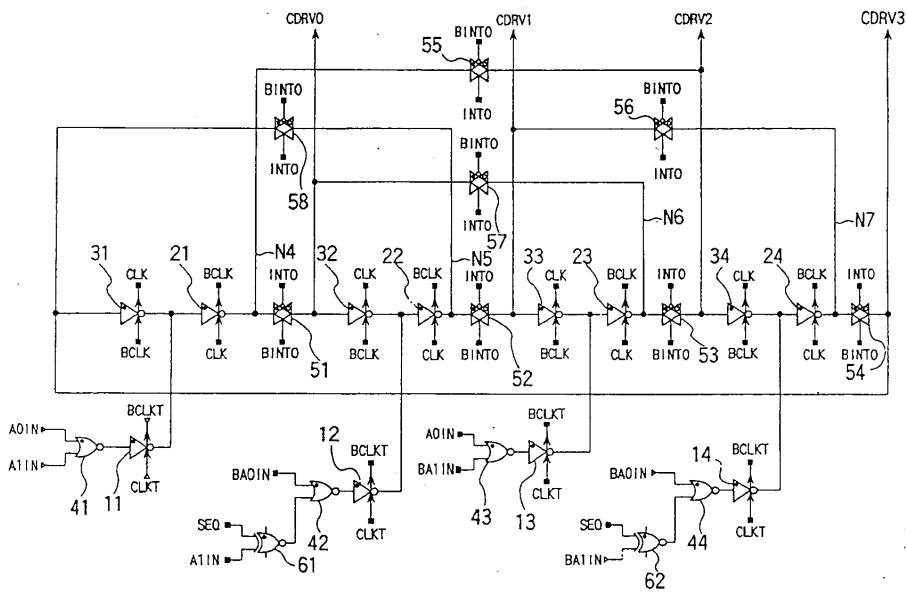 CDRV0 CDRV1 CDRV2 CDRV3
55 BINTO
BINTO INTO 56 BINTO
INTO 58 BINTO INTO
57 INTO N6 N7
31 CLK 21 BCLK N4 INTO 32 CLK 22 BCLK N5 INTO 33 CLK 23 BCLK INTO 34 CLK 24 BCLK INTO
BCLK CLK BINTO 51 BCLK CLK BINTO 52 BCLK CLK BINTO 53 BCLK CLK BINTO 54
A0IN A1IN 41 11 BCLKT CLKT
BA0IN 12 BCLKT CLKT 42
SEQ A1IN 61
A0IN BA1IN 43 13 BCLKT CLKT
BA0IN 14 BCLKT CLKT 44
SEQ BA1IN 62